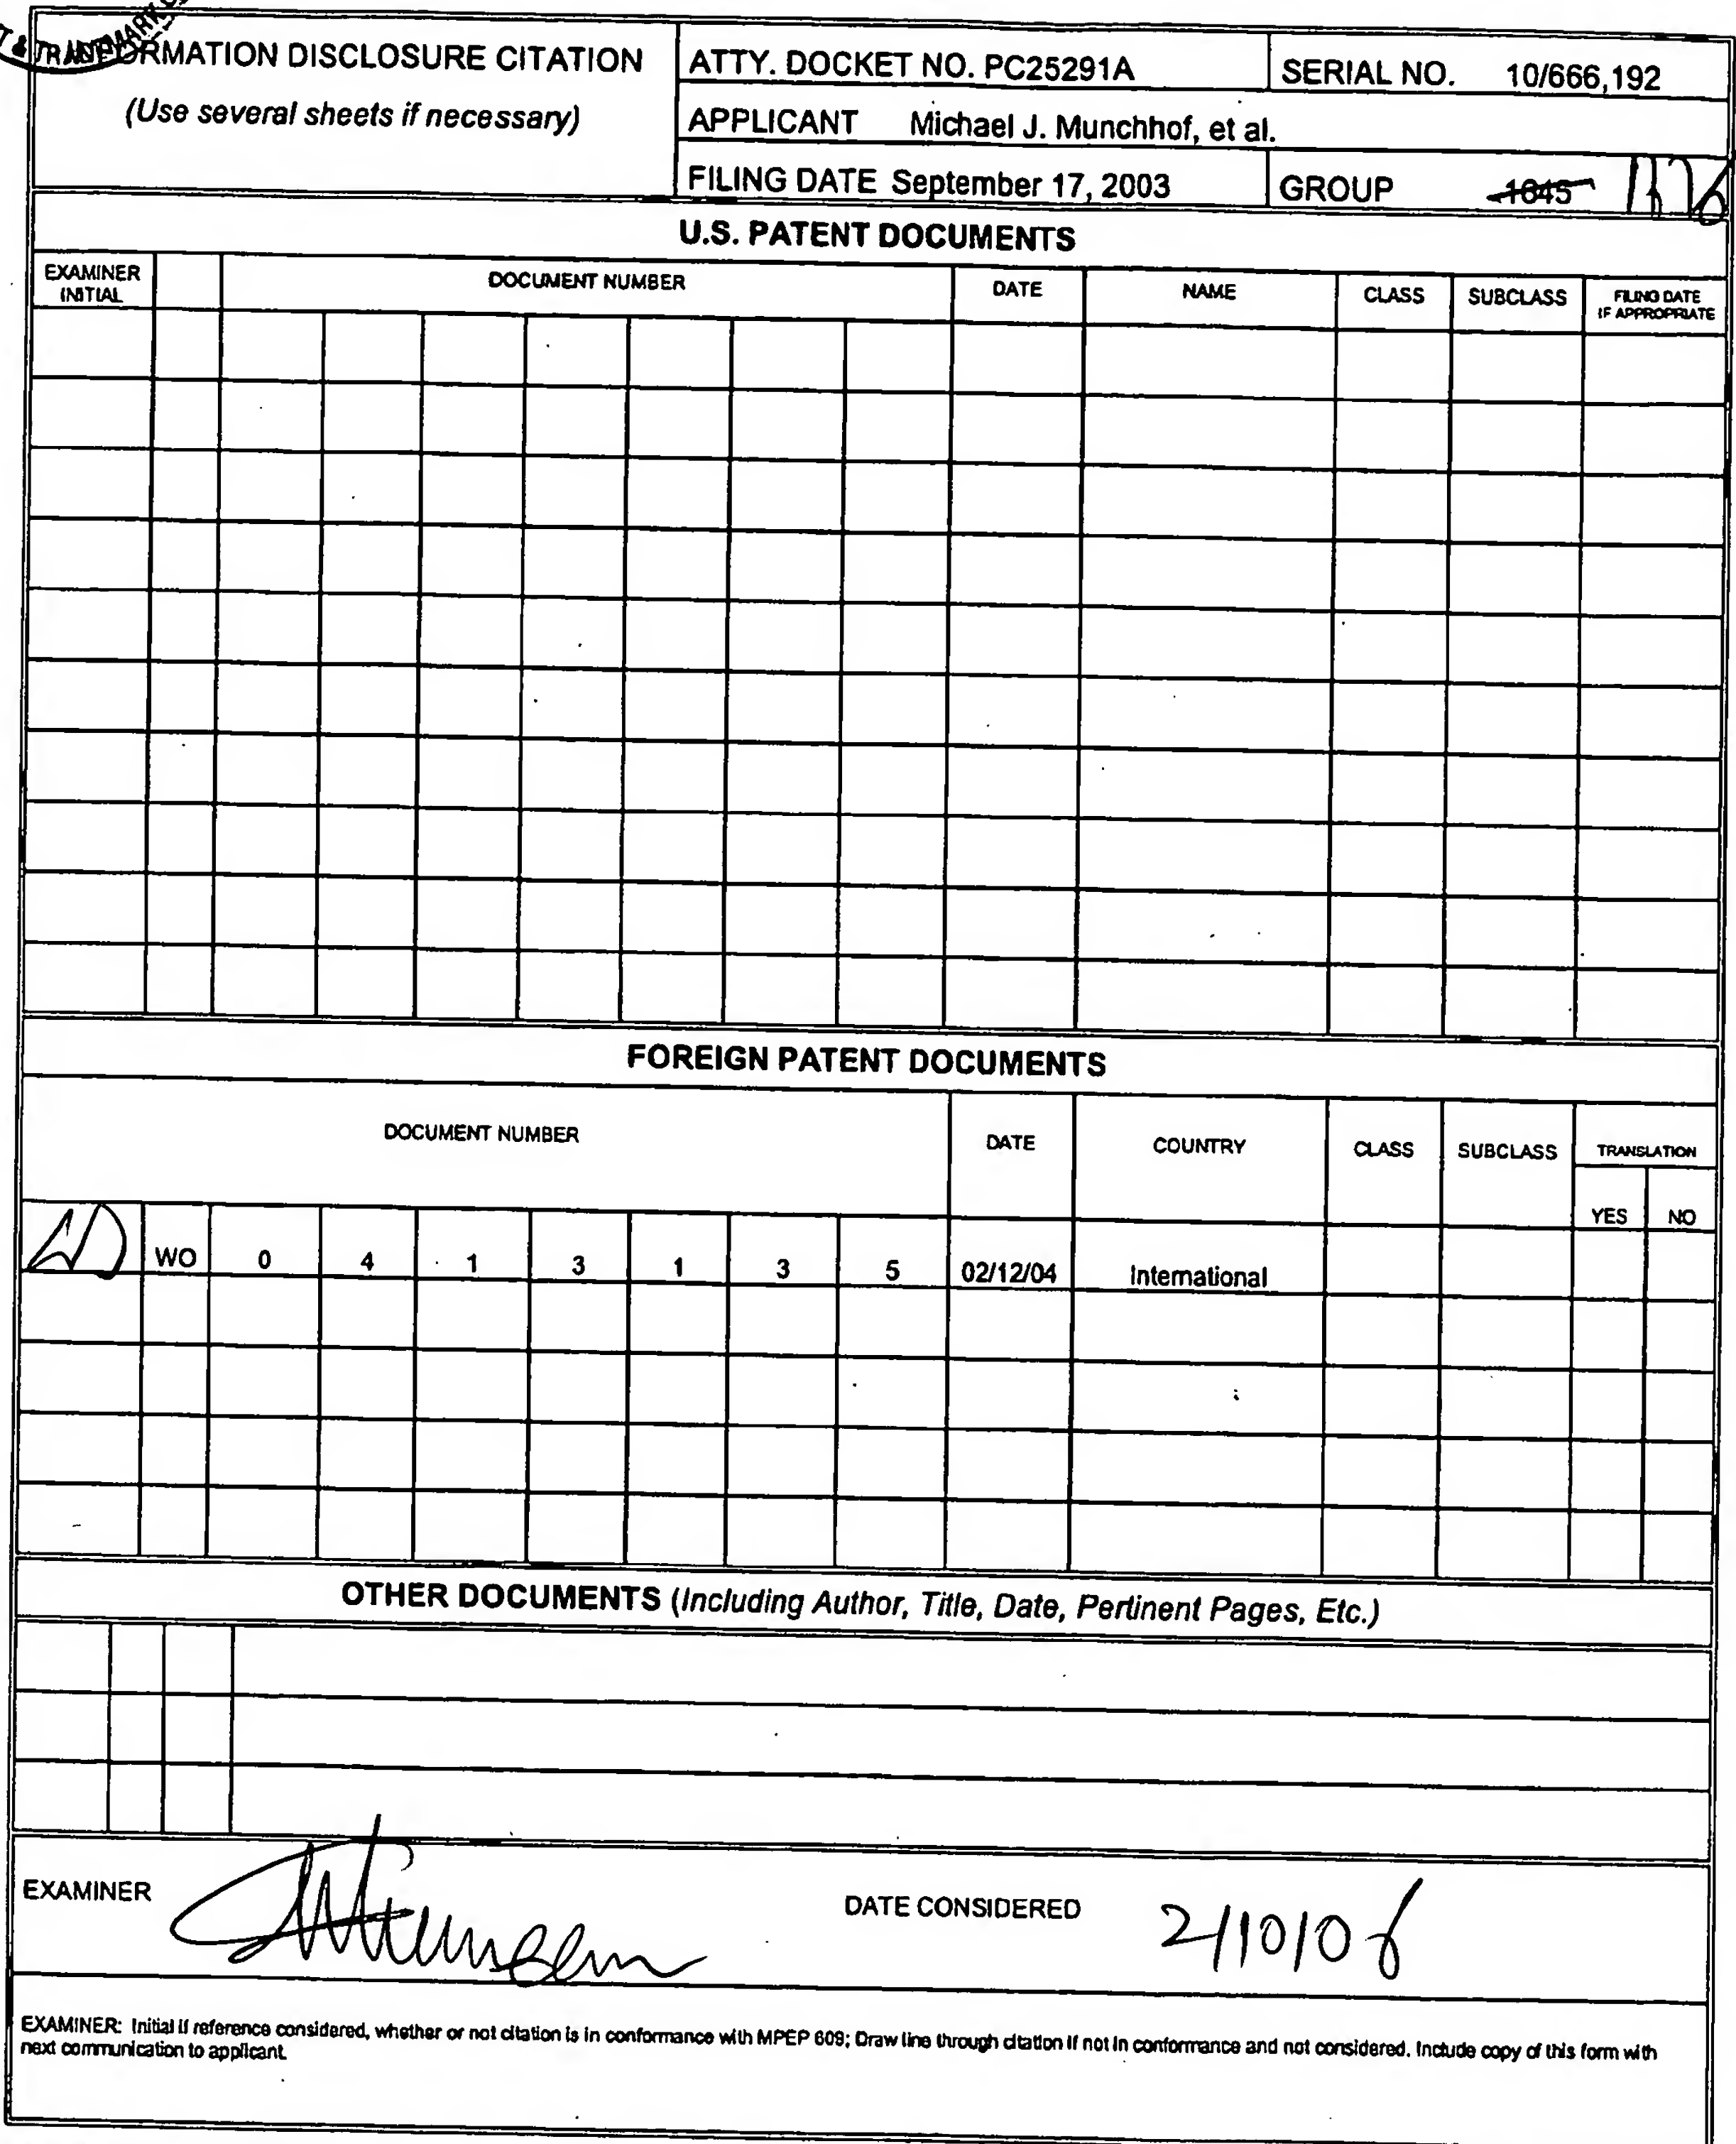 T & TRADEMARK
INFORMATION DISCLOSURE CITATION
(Use several sheets if necessary)
ATTY. DOCKET NO. PC25291A
SERIAL NO. 10/666,192
APPLICANT Michael J. Munchhof, et al.
FILING DATE September 17, 2003
GROUP 1645
U.S. PATENT DOCUMENTS
EXAMINER INITIAL
DOCUMENT NUMBER
DATE
NAME
CLASS
SUBCLASS
FILING DATE IF APPROPRIATE
FOREIGN PATENT DOCUMENTS
DOCUMENT NUMBER
DATE
COUNTRY
CLASS
SUBCLASS
TRANSLATION
YES NO
WO 0 4 1 3 1 3 5 02/12/04 International
OTHER DOCUMENTS (Including Author, Title, Date, Pertinent Pages, Etc.)
EXAMINER
DATE CONSIDERED 2/10/06
EXAMINER: Initial if reference considered, whether or not citation is in conformance with MPEP 609; Draw line through citation if not in conformance and not considered. Include copy of this form with
next communication to applicant.